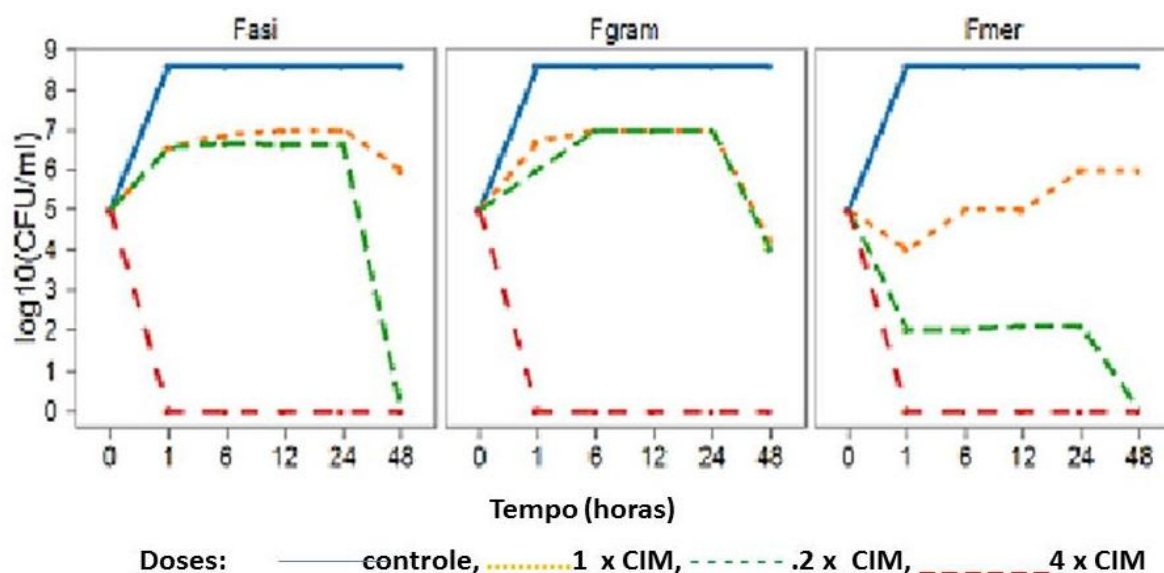 Fasi Fgram Fmer
log10(CFU/ml)
9
8
7
6
5
4
3
2
1
0
0 1 6 12 24 48 0 1 6 12 24 48 0 1 6 12 24 48
Tempo (horas)
Doses: controle, 1 x CIM, .2 x CIM, 4 x CIM